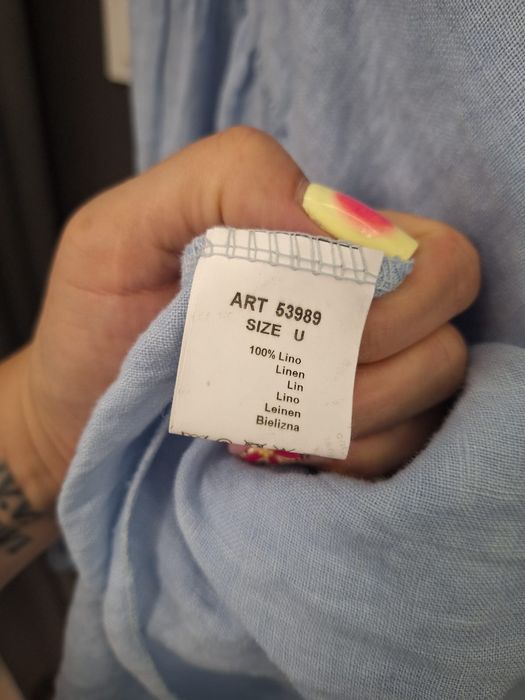 ART 53989
SIZE U
100% Lino
Linen
Lin
Lino
Leinen
Bielizna